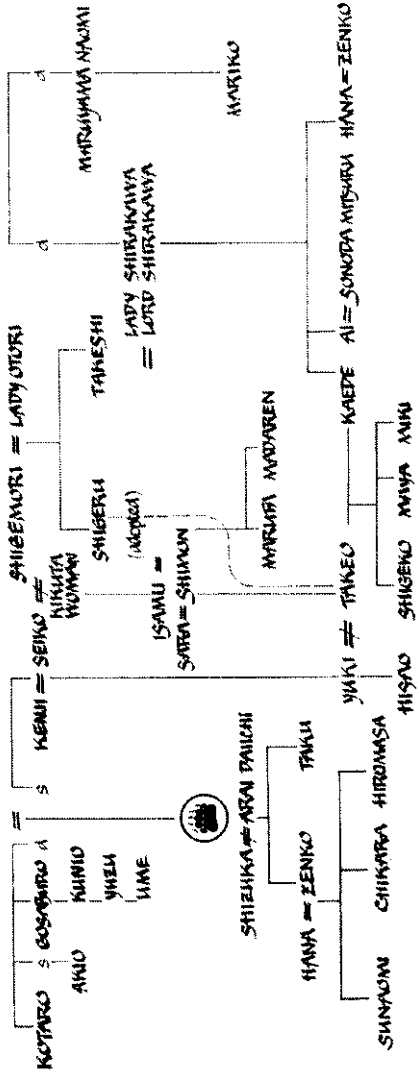 SHIGEMORI = LADY OTORI
KOTARO s GOSABURO d = s KENJI = SEIKO ≠
KIKUTA
WOMAN
SHIGERU
(adopted)
TAKESHI
d d
AKIO KUNIO
YUZU
UME
LADY SHIRAKAWA
= LORD SHIRAKAWA
MARUYAMA NAOMI
ISAMU =
SARA = SHIMON
MARIKO
SHIZUKA ≠ ARAI DAIICHI
MARUTA MADAREN
HANA = ZENKO TAKU
YUKI ≠ TAKEO KAEDE AI = SONODA MITSURU HANA = ZENKO
SUNAOMI CHIKARA HIROMASA
HISAO SHIGEKO MAYA MIKI